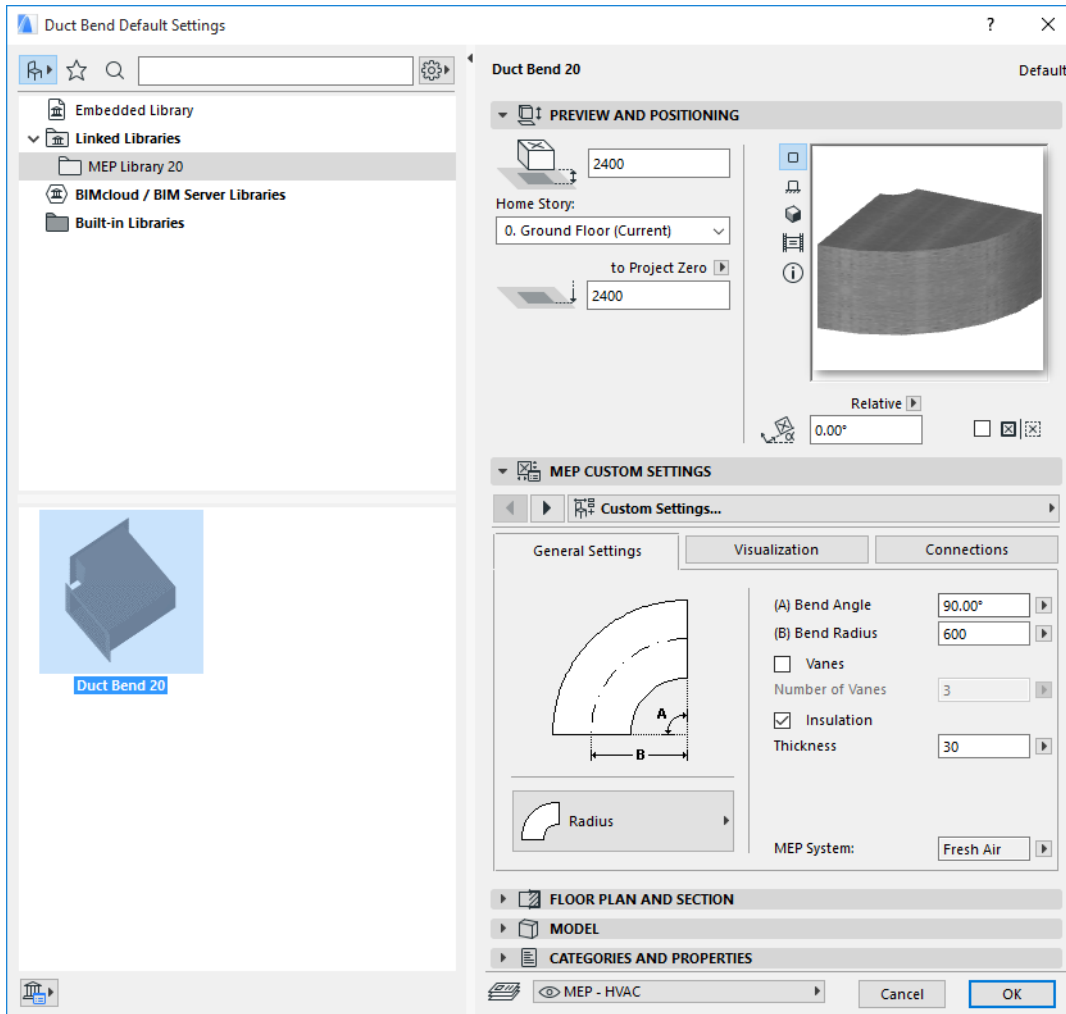 Duct Bend Default Settings
?
Embedded Library
Linked Libraries
MEP Library 20
BIMcloud / BIM Server Libraries
Built-in Libraries
Duct Bend 20
Duct Bend 20
Default
PREVIEW AND POSITIONING
2400
Home Story:
0. Ground Floor (Current)
to Project Zero
2400
Relative
α
0.00°
MEP CUSTOM SETTINGS
Custom Settings...
General Settings
Visualization
Connections
A
B
Radius
(A) Bend Angle
90.00°
(B) Bend Radius
600
Vanes
Number of Vanes
3
Insulation
Thickness
30
MEP System:
Fresh Air
FLOOR PLAN AND SECTION
MODEL
CATEGORIES AND PROPERTIES
MEP - HVAC
Cancel
OK